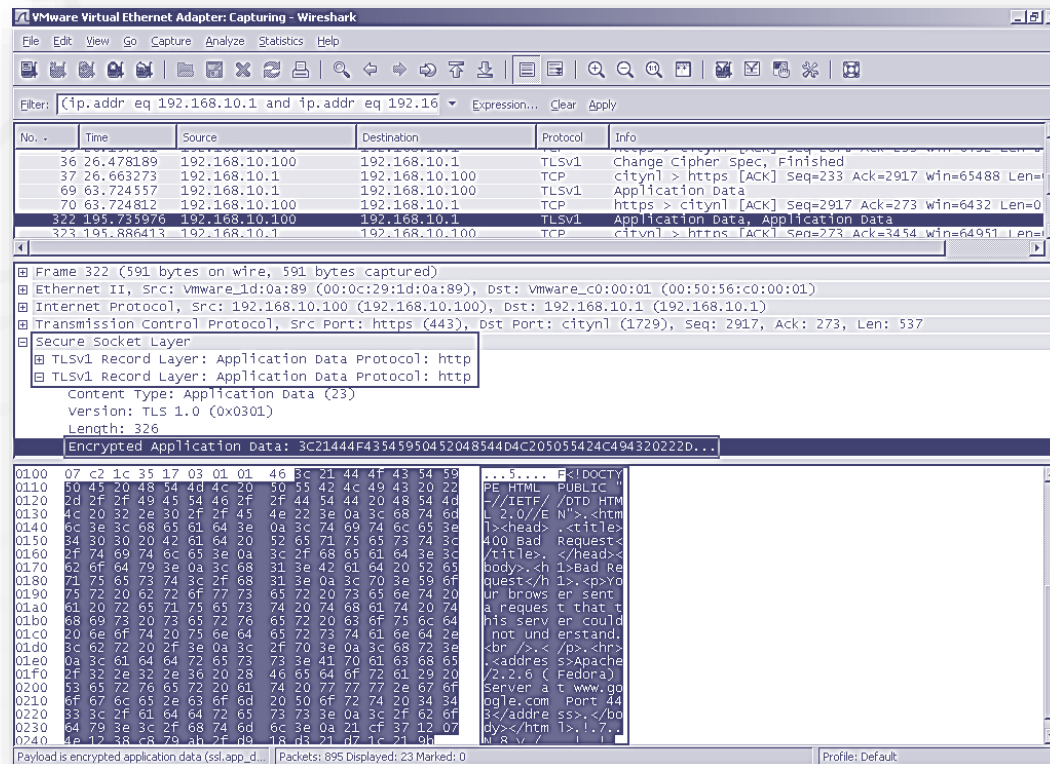 VMware Virtual Ethernet Adapter: Capturing - Wireshark
File Edit View Go Capture Analyze Statistics Help
Filter: (ip.addr eq 192.168.10.1 and ip.addr eq 192.16 Expression... Clear Apply
No. - Time Source Destination Protocol Info
36 26.478189 192.168.10.100 192.168.10.1 TLSv1 Change Cipher Spec, Finished
37 26.663273 192.168.10.1 192.168.10.100 TCP citynl > https [ACK] Seq=233 Ack=2917 Win=65488 Len=
69 63.724557 192.168.10.1 192.168.10.100 TLSv1 Application Data
70 63.724812 192.168.10.100 192.168.10.1 TCP https > citynl [ACK] Seq=2917 Ack=273 Win=6432 Len=0
322 195.735976 192.168.10.100 192.168.10.1 TLSv1 Application Data, Application Data
323 195.886413 192.168.10.1 192.168.10.100 TCP citynl > https [ACK] Seq=273 Ack=3454 Win=64951 Len=
Frame 322 (591 bytes on wire, 591 bytes captured)
Ethernet II, Src: Vmware_1d:0a:89 (00:0c:29:1d:0a:89), Dst: Vmware_c0:00:01 (00:50:56:c0:00:01)
Internet Protocol, Src: 192.168.10.100 (192.168.10.100), Dst: 192.168.10.1 (192.168.10.1)
Transmission Control Protocol, Src Port: https (443), Dst Port: citynl (1729), Seq: 2917, Ack: 273, Len: 537
Secure Socket Layer
TLSv1 Record Layer: Application Data Protocol: http
TLSv1 Record Layer: Application Data Protocol: http
Content Type: Application Data (23)
Version: TLS 1.0 (0x0301)
Length: 326
Encrypted Application Data: 3C21444F43545950452048544D4C205055424C494320222D...
0100 07 c2 1c 35 17 03 01 01 46 3c 21 44 4f 43 54 59 ...5.... F<!DOCTY
0110 50 45 20 48 54 4d 4c 20 50 55 42 4c 49 43 20 22 PE HTML PUBLIC "
0120 2d 2f 2f 49 45 54 46 2f 2f 44 54 44 20 48 54 4d -//IETF/ /DTD HTM
0130 4c 20 32 2e 30 2f 2f 45 4e 22 3e 0a 3c 68 74 6d L 2.0//E N">.<htm
0140 6c 3e 3c 68 65 61 64 3e 0a 3c 74 69 74 6c 65 3e l><head> .<title>
0150 34 30 30 20 42 61 64 20 52 65 71 75 65 73 74 3c 400 Bad Request<
0160 2f 74 69 74 6c 65 3e 0a 3c 2f 68 65 61 64 3e 3c /title>. </head><
0170 62 6f 64 79 3e 0a 3c 68 31 3e 42 61 64 20 52 65 body>.<h 1>Bad Re
0180 71 75 65 73 74 3c 2f 68 31 3e 0a 3c 70 3e 59 6f quest</h 1>.<p>Yo
0190 75 72 20 62 72 6f 77 73 65 72 20 73 65 6e 74 20 ur brows er sent
01a0 61 20 72 65 71 75 65 73 74 20 74 68 61 74 20 74 a reques t that t
01b0 68 69 73 20 73 65 72 76 65 72 20 63 6f 75 6c 64 his serv er could
01c0 20 6e 6f 74 20 75 6e 64 65 72 73 74 61 6e 64 2e not und erstand.
01d0 3c 62 72 20 2f 3e 0a 3c 2f 70 3e 0a 3c 68 72 3e <br />.< /p>.<hr>
01e0 0a 3c 61 64 64 72 65 73 73 3e 41 70 61 63 68 65 .<addres s>Apache
01f0 2f 32 2e 32 2e 36 20 28 46 65 64 6f 72 61 29 20 /2.2.6 ( Fedora)
0200 53 65 72 76 65 72 20 61 74 20 77 77 77 2e 67 6f Server a t www.go
0210 6f 67 6c 65 2e 63 6f 6d 20 50 6f 72 74 20 34 34 ogle.com Port 44
0220 33 3c 2f 61 64 64 72 65 73 73 3e 0a 3c 2f 62 6f 3</addre ss>.</bo
0230 64 79 3e 3c 2f 68 74 6d 6c 3e 0a 21 cf 37 12 07 dy></htm l>.!.7..
0240 4e 12 38 c8 79 ab 2f d9 18 d3 21 d7 1c 21 9b
Payload is encrypted application data (ssl.app_d... Packets: 895 Displayed: 23 Marked: 0 Profile: Default